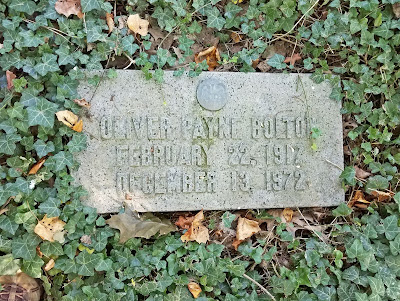 OLIVER PAYNE BOLTON
FEBRUARY 22, 1917
DECEMBER 13, 1972